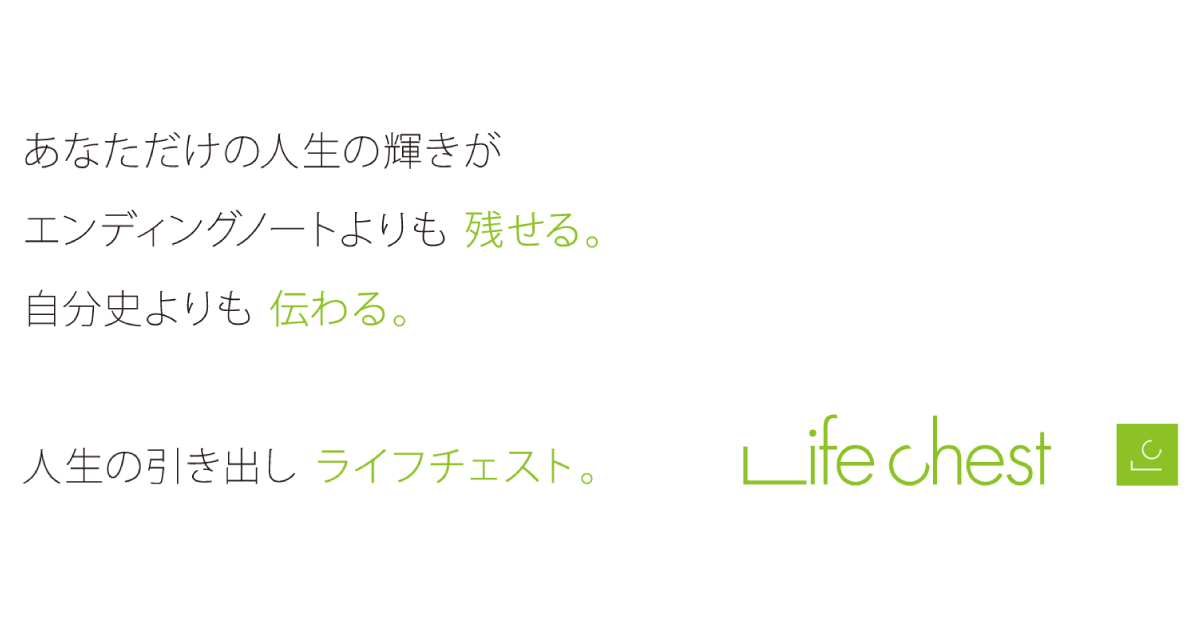 あなただけの人生の輝きが
エンディングノートよりも 残せる。
自分史よりも 伝わる。
人生の引き出し ライフチェスト。
Life chest
LC